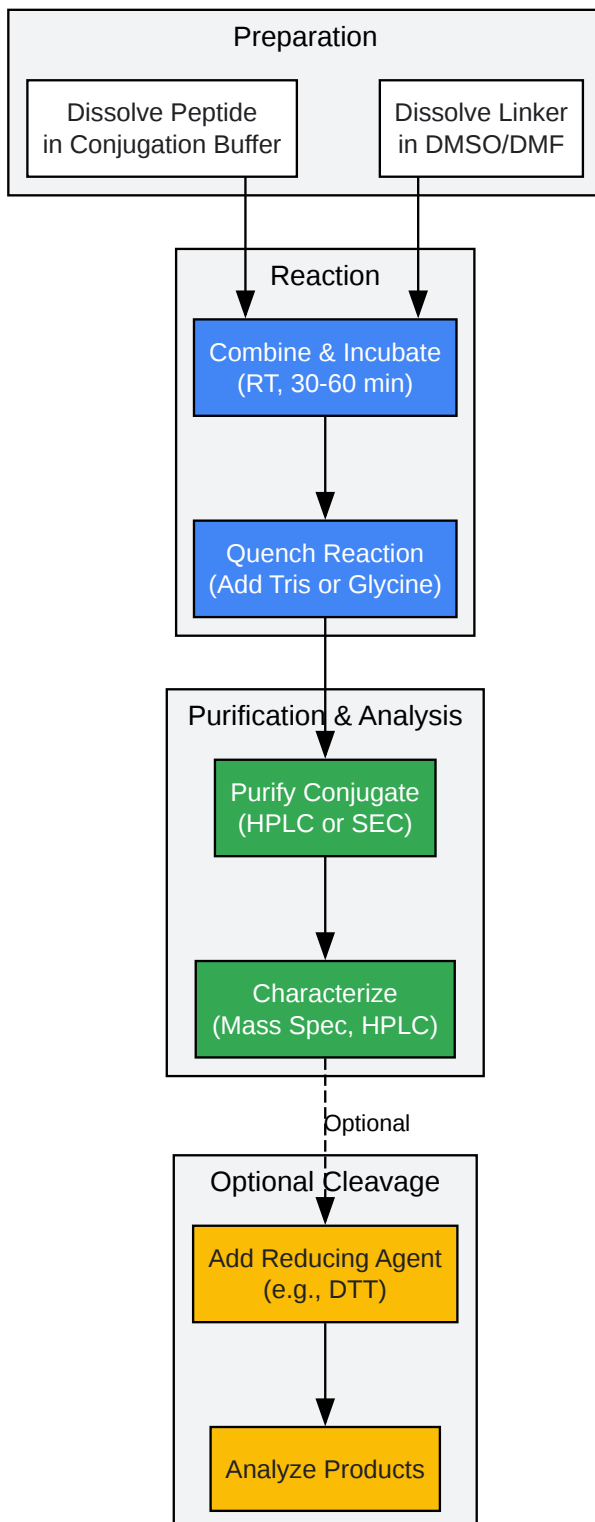 Preparation
Dissolve Peptide
in Conjugation Buffer
Dissolve Linker
in DMSO/DMF
Reaction
Combine & Incubate
(RT, 30-60 min)
Quench Reaction
(Add Tris or Glycine)
Purification & Analysis
Purify Conjugate
(HPLC or SEC)
Characterize
(Mass Spec, HPLC)
Optional
Optional Cleavage
Add Reducing Agent
(e.g., DTT)
Analyze Products